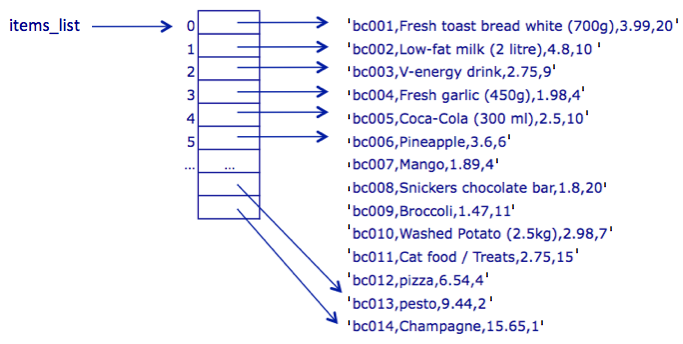 items_list
0 'bc001,Fresh toast bread white (700g),3.99,20'
1 'bc002,Low-fat milk (2 litre),4.8,10 '
2 'bc003,V-energy drink,2.75,9'
3 'bc004,Fresh garlic (450g),1.98,4'
4 'bc005,Coca-Cola (300 ml),2.5,10'
5 'bc006,Pineapple,3.6,6'
... ... 'bc007,Mango,1.89,4'
'bc008,Snickers chocolate bar,1.8,20'
'bc009,Broccoli,1.47,11'
'bc010,Washed Potato (2.5kg),2.98,7'
'bc011,Cat food / Treats,2.75,15'
'bc012,pizza,6.54,4'
'bc013,pesto,9.44,2'
'bc014,Champagne,15.65,1'